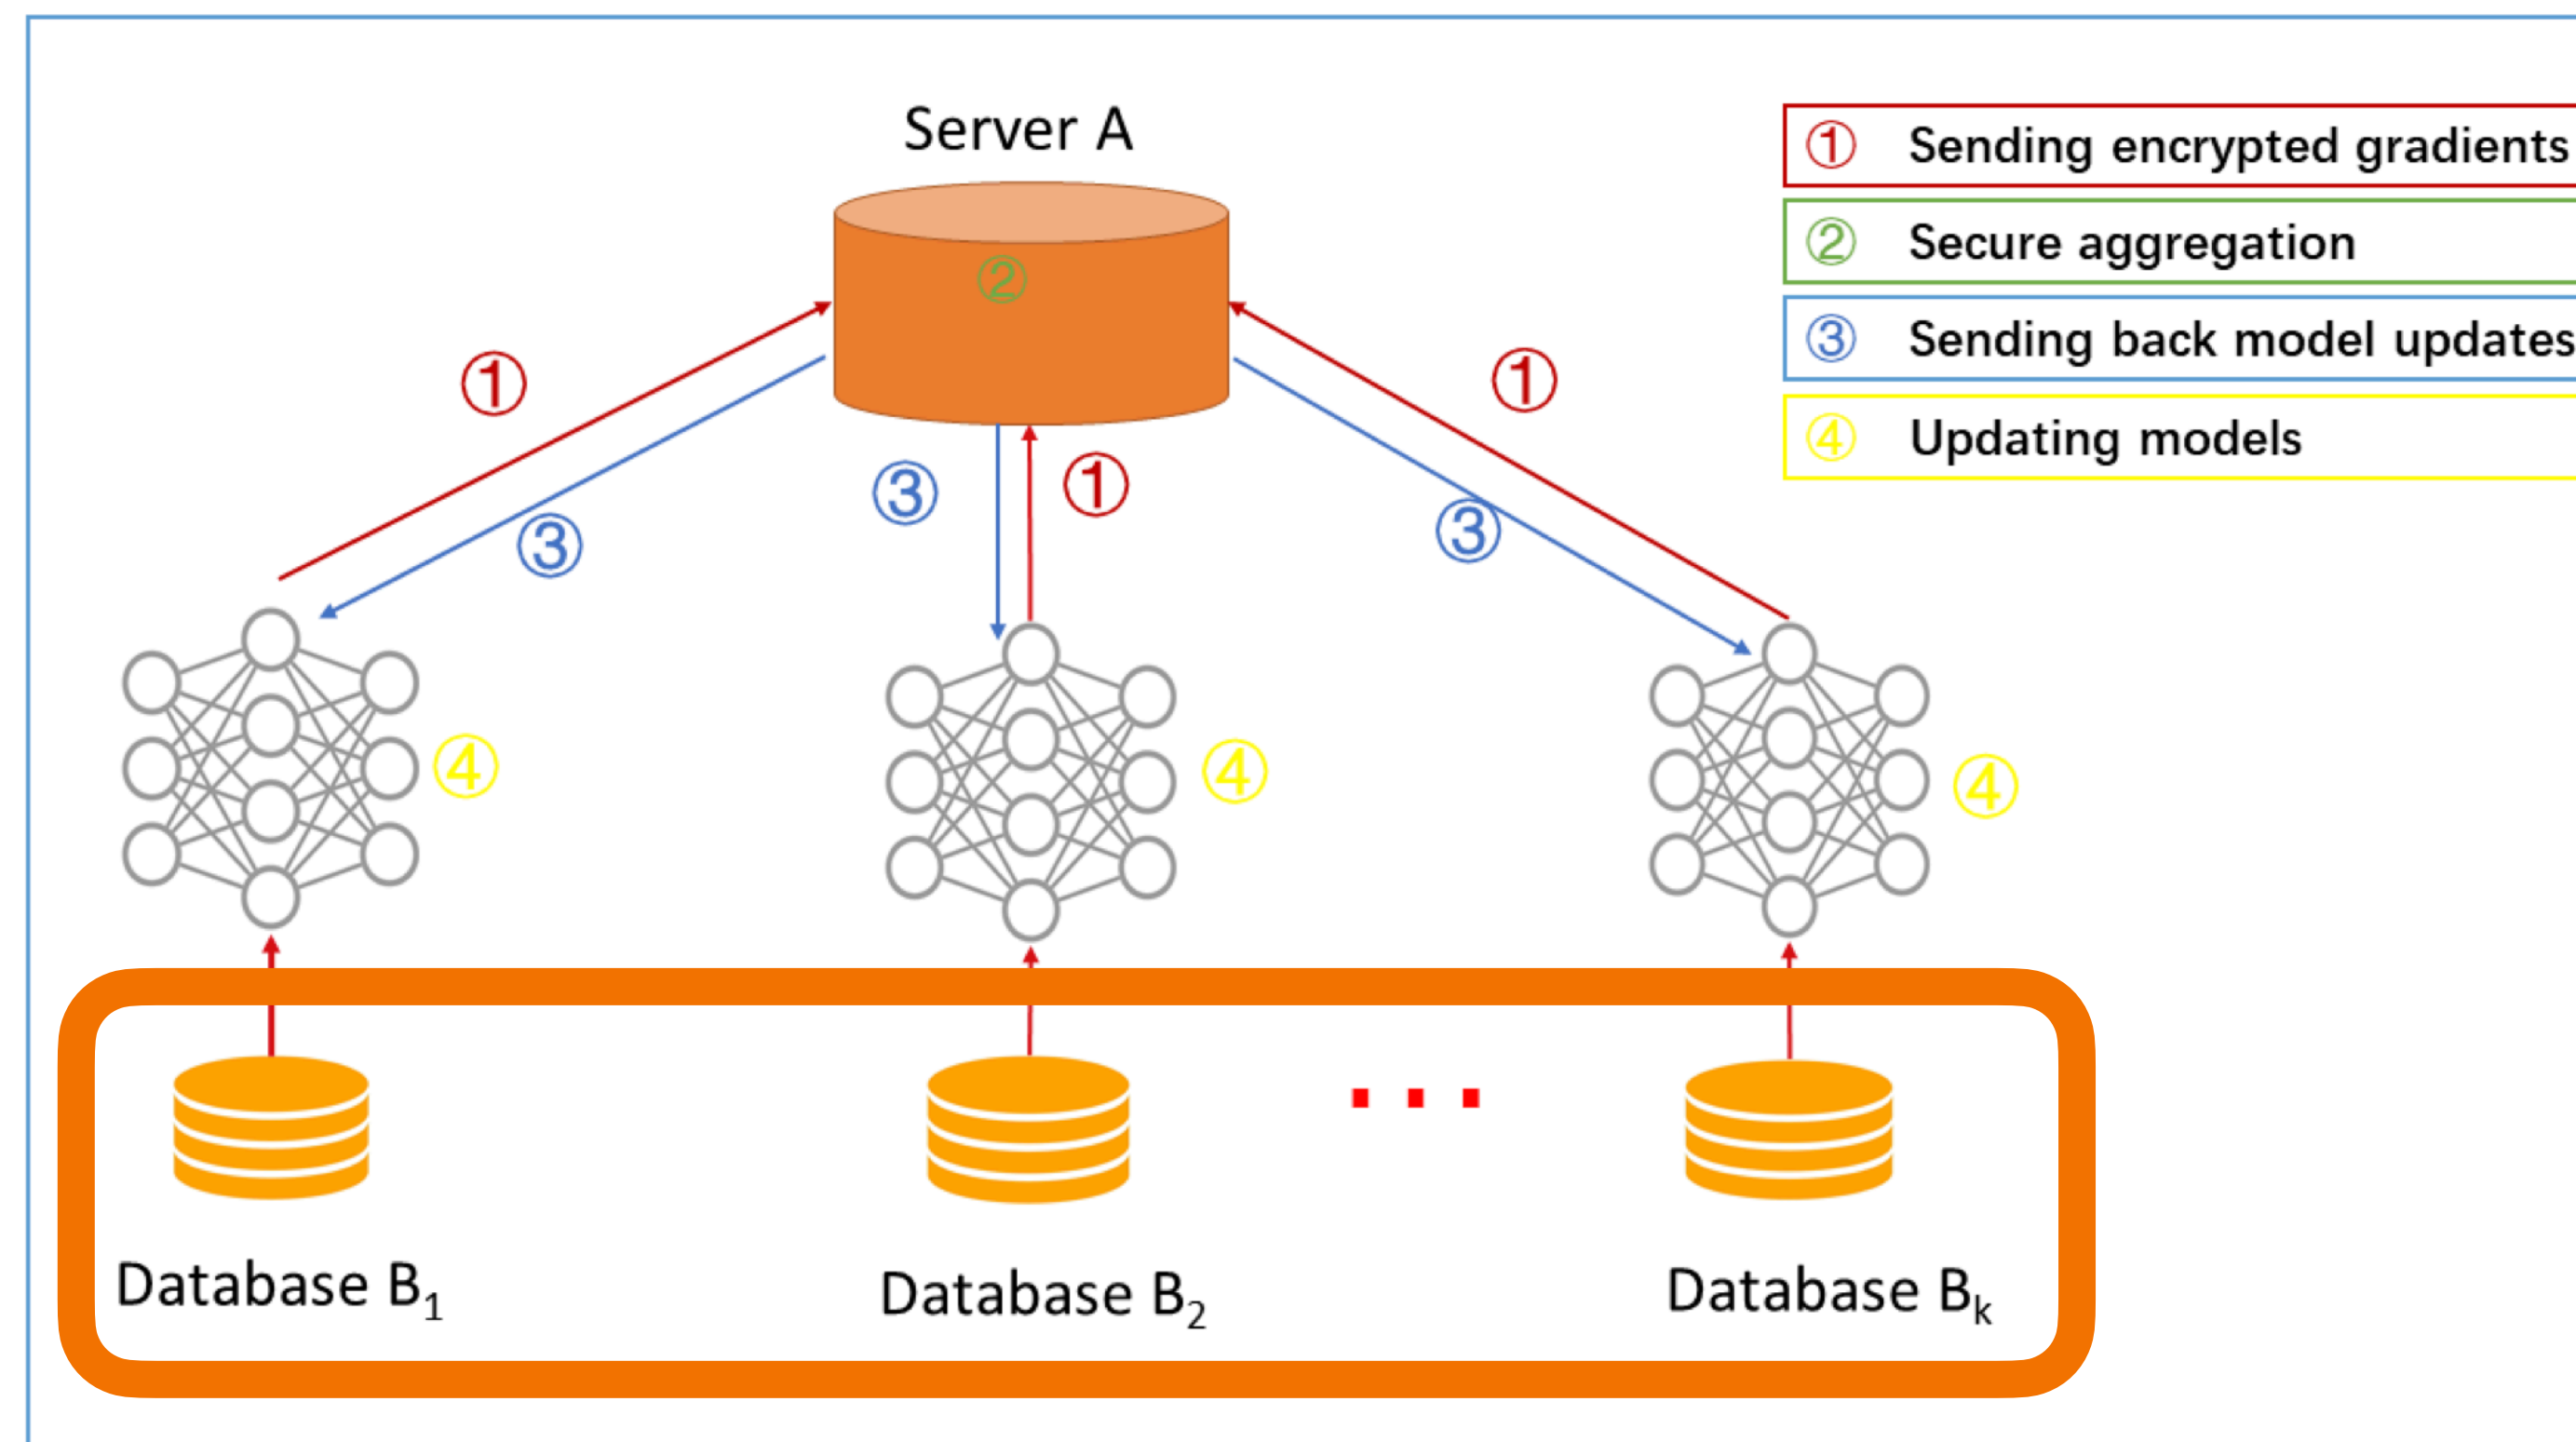 Server A
① Sending encrypted gradients
② Secure aggregation
③ Sending back model updates
④ Updating models
②
①
①
③
①
③
③
④
④
④
...
Database B₁
Database B₂
Database Bₖ